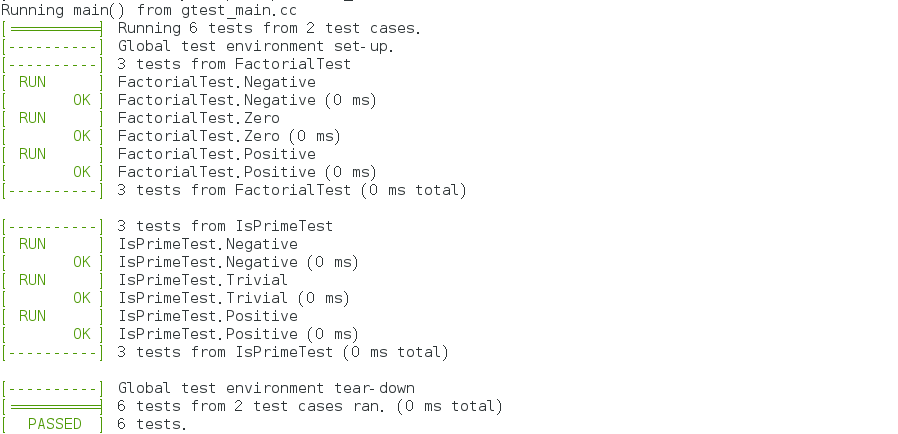 Running main() from gtest_main.cc
[==========] Running 6 tests from 2 test cases.
[----------] Global test environment set-up.
[----------] 3 tests from FactorialTest
[ RUN      ] FactorialTest.Negative
[       OK ] FactorialTest.Negative (0 ms)
[ RUN      ] FactorialTest.Zero
[       OK ] FactorialTest.Zero (0 ms)
[ RUN      ] FactorialTest.Positive
[       OK ] FactorialTest.Positive (0 ms)
[----------] 3 tests from FactorialTest (0 ms total)

[----------] 3 tests from IsPrimeTest
[ RUN      ] IsPrimeTest.Negative
[       OK ] IsPrimeTest.Negative (0 ms)
[ RUN      ] IsPrimeTest.Trivial
[       OK ] IsPrimeTest.Trivial (0 ms)
[ RUN      ] IsPrimeTest.Positive
[       OK ] IsPrimeTest.Positive (0 ms)
[----------] 3 tests from IsPrimeTest (0 ms total)

[----------] Global test environment tear-down
[==========] 6 tests from 2 test cases ran. (0 ms total)
[  PASSED  ] 6 tests.